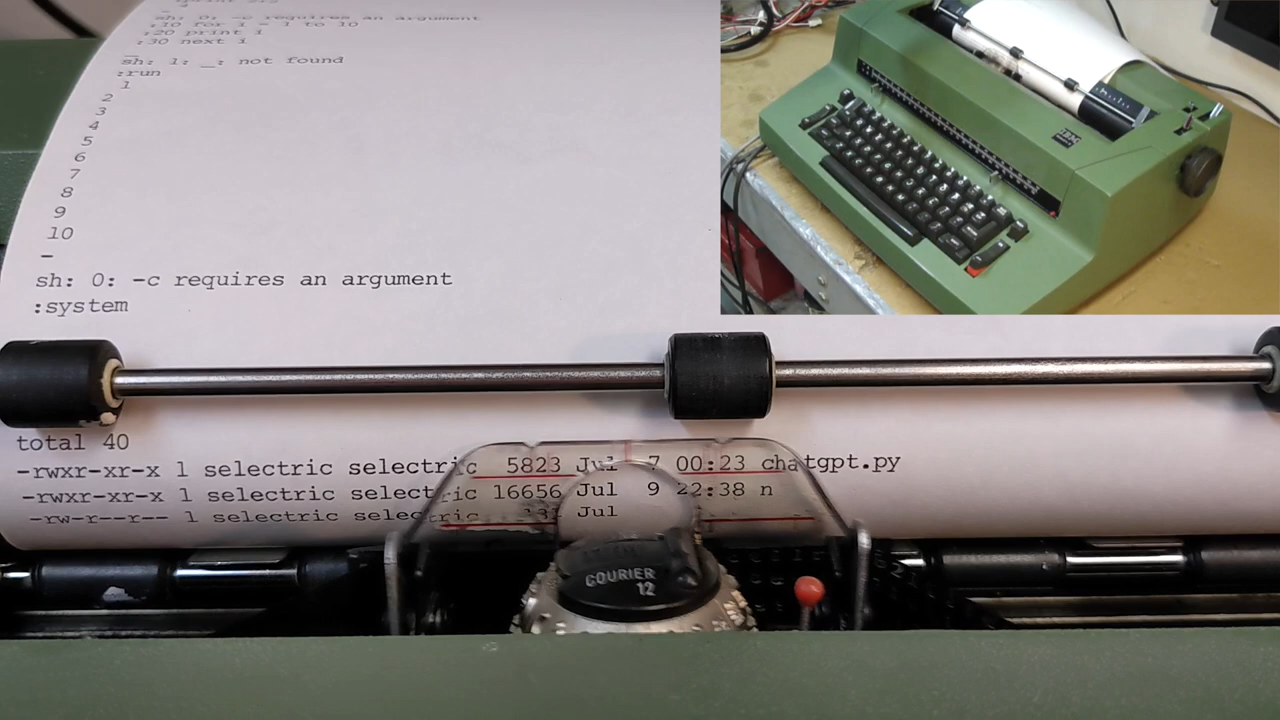 sh: 0: -c requires an argument
:10 for i = 1 to 10
:20 print i
:30 next i
sh: 1: _: not found
:run
1
2
3
4
5
6
7
8
9
10
_
sh: 0: -c requires an argument
:system
total 40
-rwxr-xr-x 1 selectric selectric 5823 Jul 7 00:23 chatgpt.py
-rwxr-xr-x 1 selectric selectric 16656 Jul 9 22:38 n
-rw-r--r-- 1 selectric selectric 131 Jul
COURIER
12
IBM